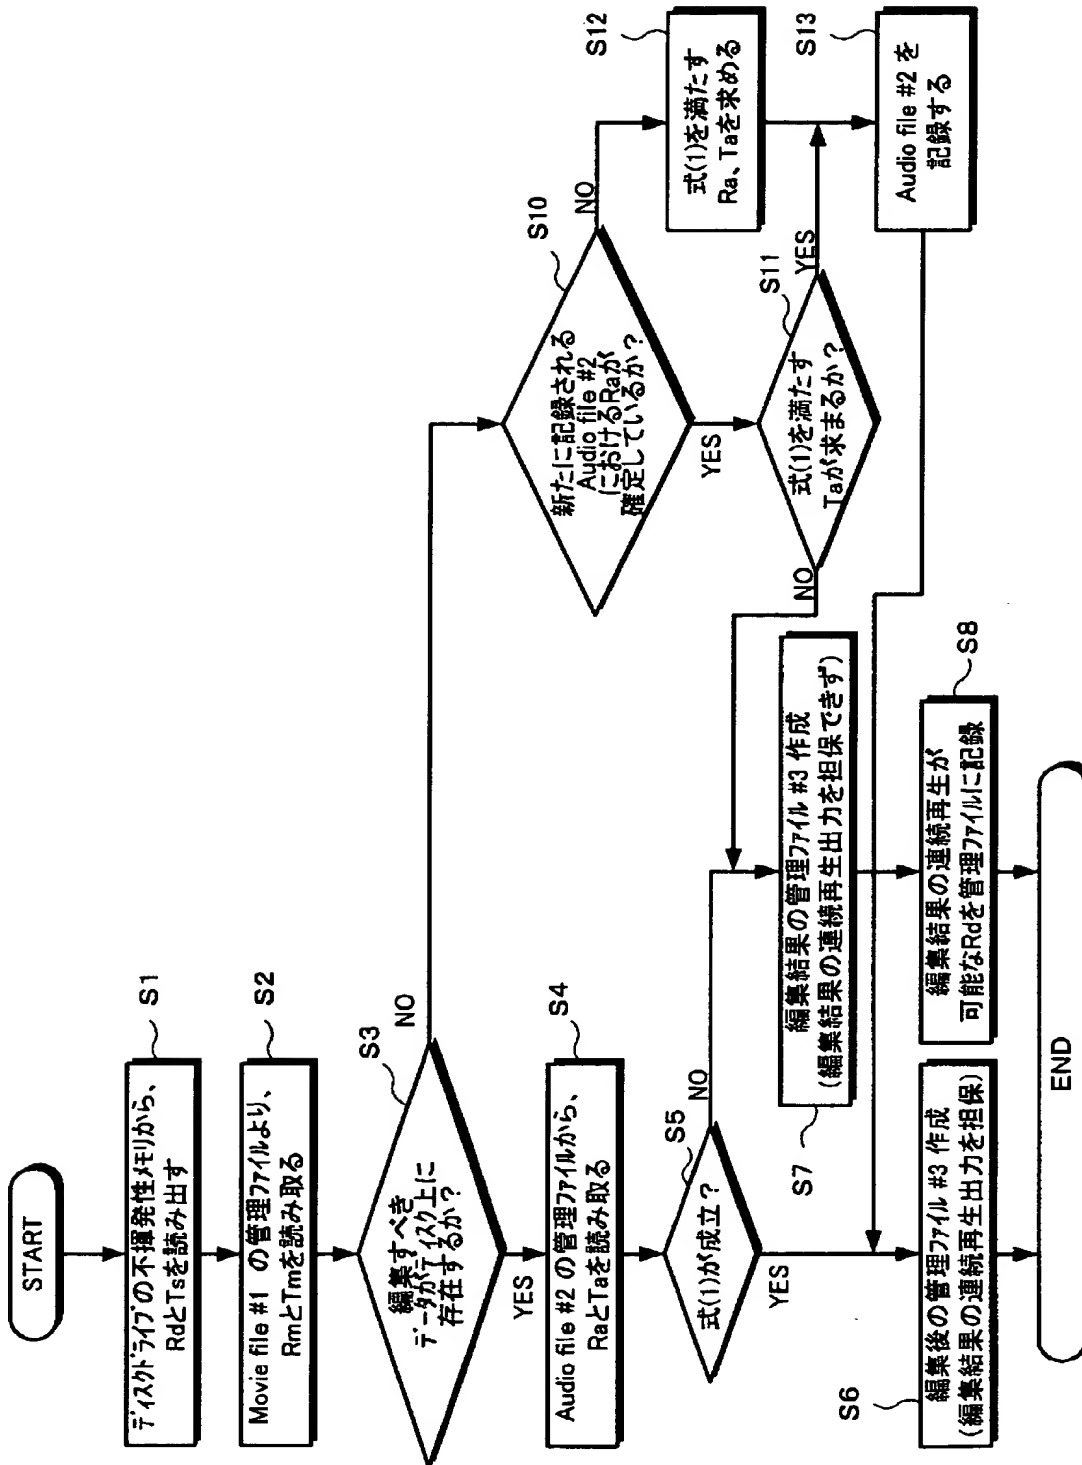 START
ディスクドライブの不揮発性メモリから、
RdとTsを読み出す
S1
Movie file #1 の管理ファイルより、
RmとTmを読み取る
S2
編集すべき
データがディスク上に
存在するか?
S3
NO
YES
Audio file #2 の管理ファイルから、
RaとTaを読み取る
S4
式(1)が成立?
S5
NO
YES
編集後の管理ファイル #3 作成
(編集結果の連続再生出力を担保)
S6
編集結果の管理ファイル #3 作成
(編集結果の連続再生出力を担保できず)
S7
編集結果の連続再生が
可能なRdを管理ファイルに記録
S8
新たに記録される
Audio file #2
におけるRaが
確定しているか?
S10
NO
YES
式(1)を満たす
Taが求まるか?
S11
NO
YES
式(1)を満たす
Ra、Taを求める
S12
Audio file #2 を
記録する
S13
END